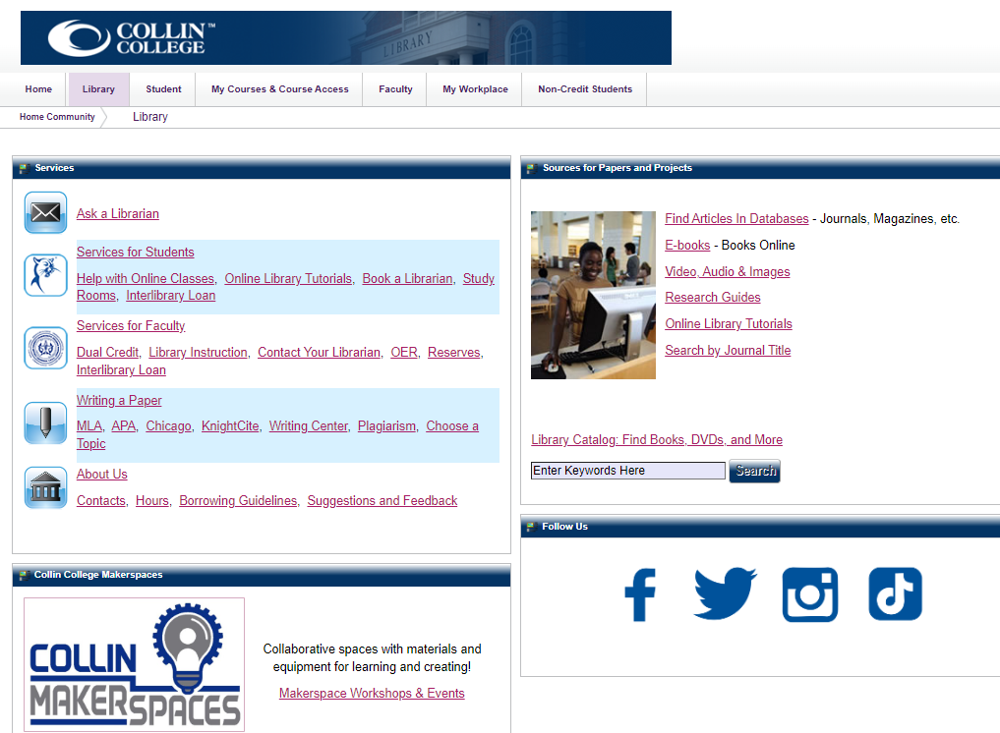 COLLIN™
COLLEGE
LIBRARY
Home
Library
Student
My Courses & Course Access
Faculty
My Workplace
Non-Credit Students
Home Community
Library
Services
Ask a Librarian
Services for Students
Help with Online Classes, Online Library Tutorials, Book a Librarian, Study
Rooms, Interlibrary Loan
Services for Faculty
Dual Credit, Library Instruction, Contact Your Librarian, OER, Reserves,
Interlibrary Loan
Writing a Paper
MLA, APA, Chicago, KnightCite, Writing Center, Plagiarism, Choose a
Topic
About Us
Contacts, Hours, Borrowing Guidelines, Suggestions and Feedback
Collin College Makerspaces
COLLIN
MAKERSPACES
Collaborative spaces with materials and
equipment for learning and creating!
Makerspace Workshops & Events
Sources for Papers and Projects
Find Articles In Databases - Journals, Magazines, etc.
E-books - Books Online
Video, Audio & Images
Research Guides
Online Library Tutorials
Search by Journal Title
Library Catalog: Find Books, DVDs, and More
Enter Keywords Here
Search
Follow Us